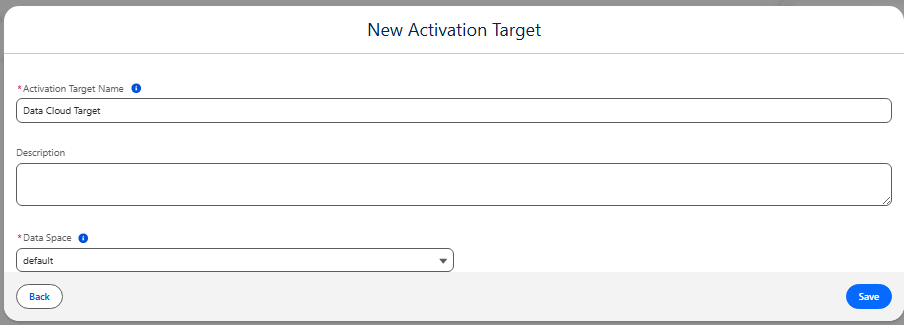 New Activation Target
*Activation Target Name
Data Cloud Target
Description
*Data Space
default
Back
Save